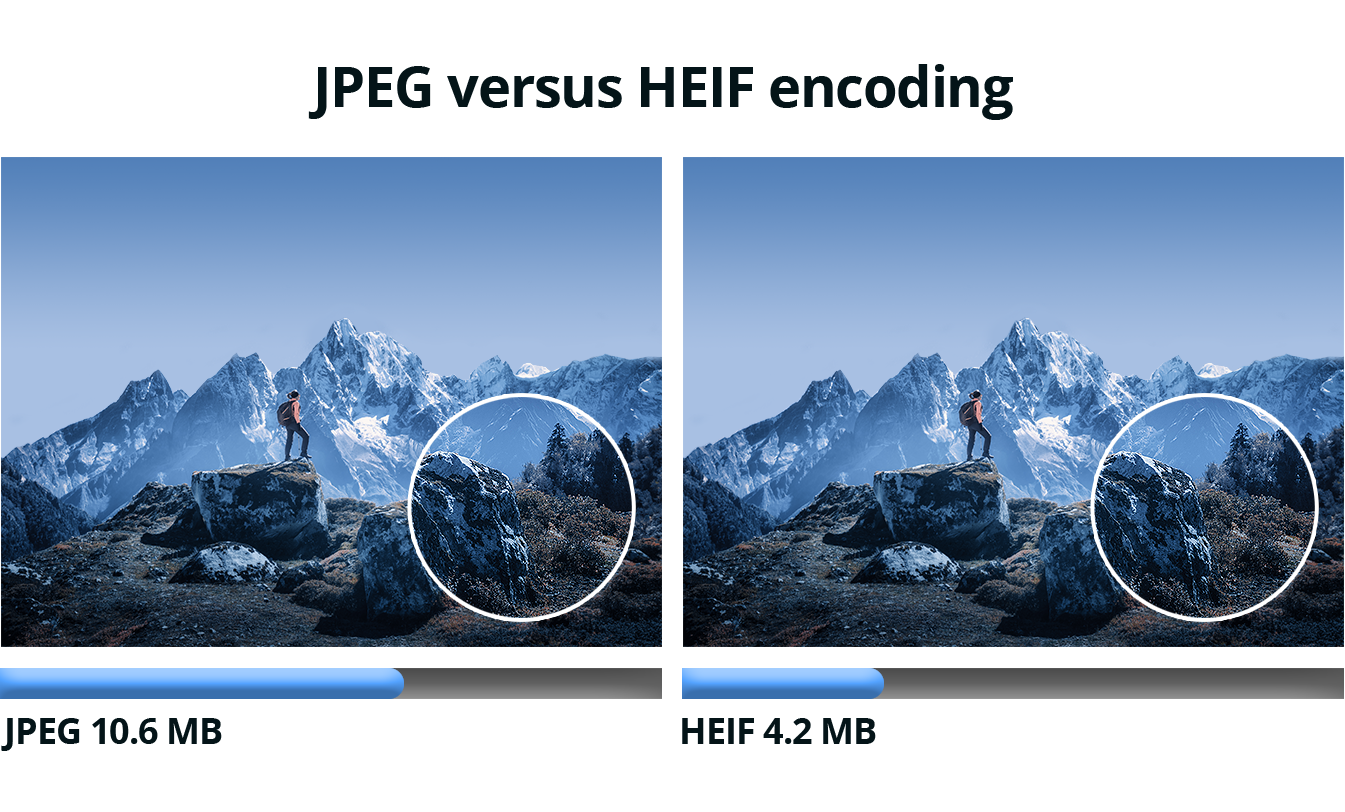 JPEG versus HEIF encoding
JPEG 10.6 MB
HEIF 4.2 MB